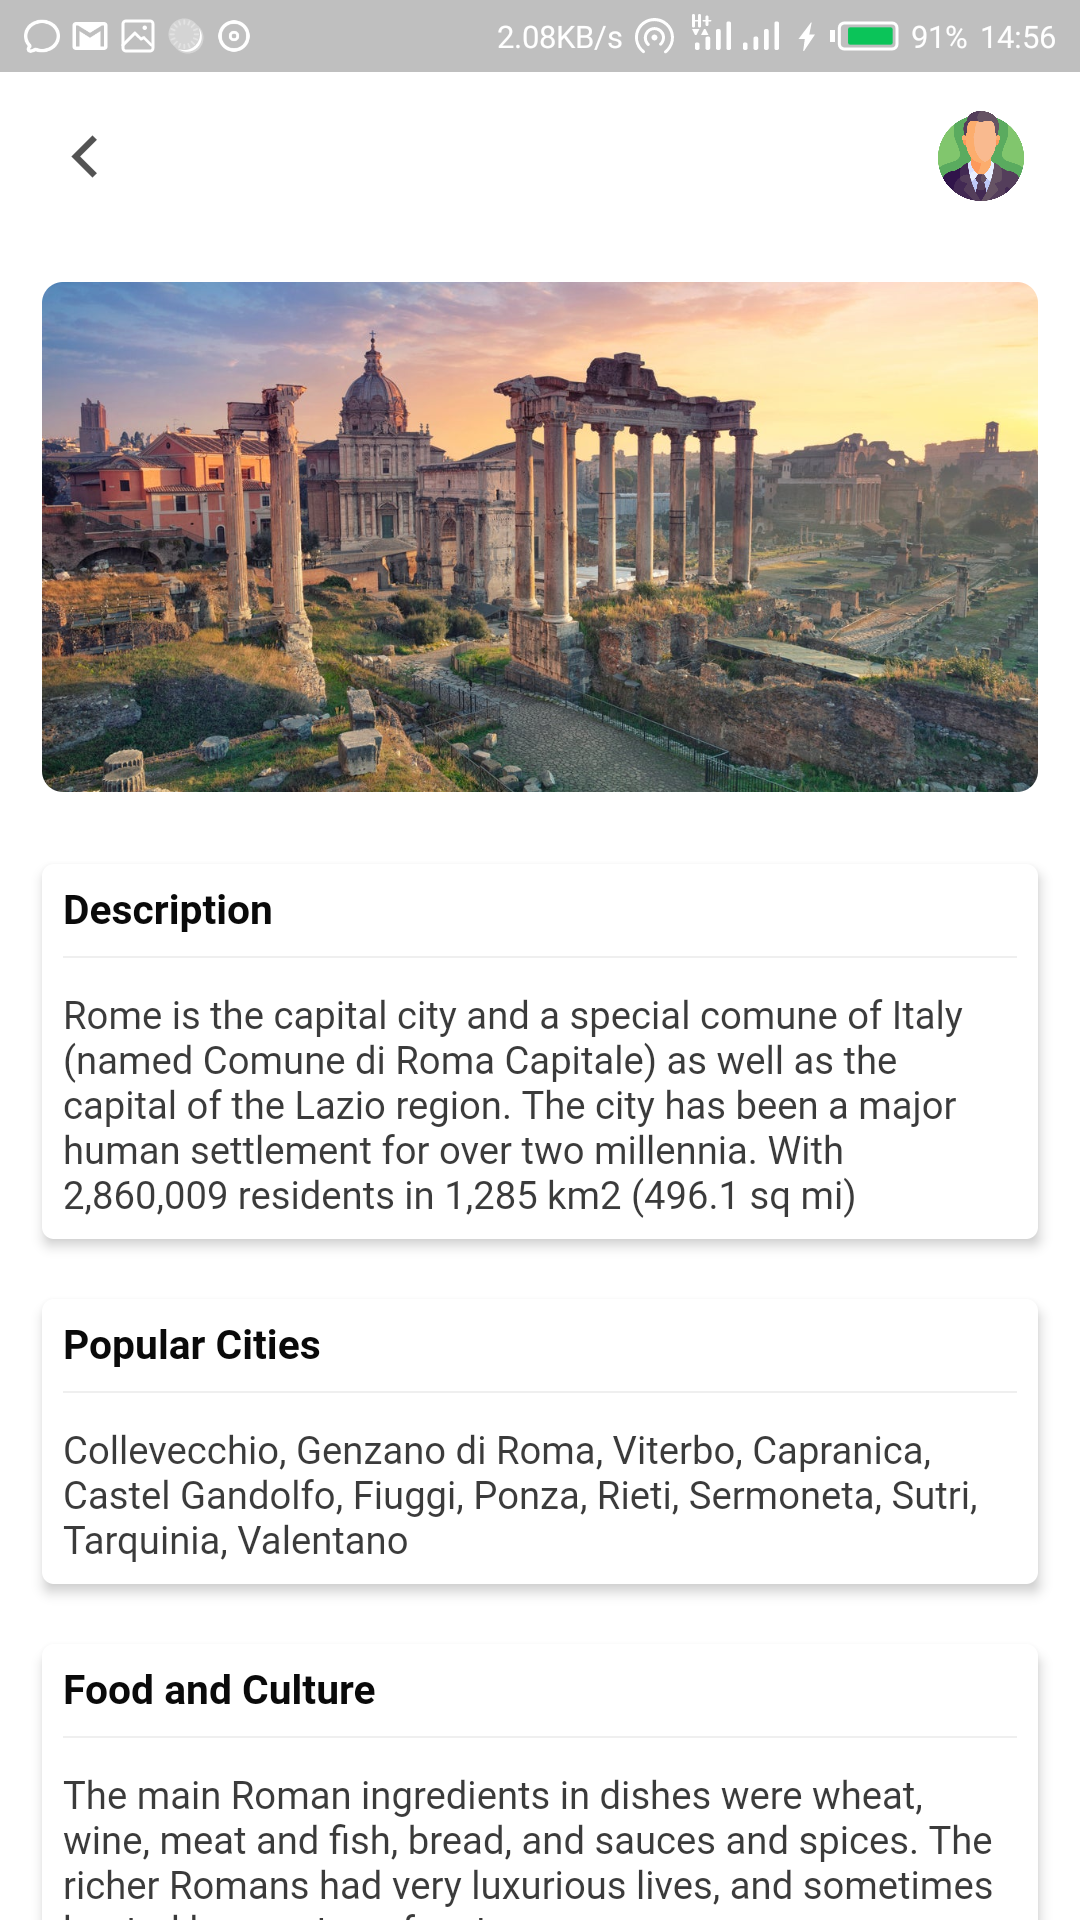 2.08KB/s H+ 91% 14:56
Description
Rome is the capital city and a special comune of Italy
(named Comune di Roma Capitale) as well as the
capital of the Lazio region. The city has been a major
human settlement for over two millennia. With
2,860,009 residents in 1,285 km2 (496.1 sq mi)
Popular Cities
Collevecchio, Genzano di Roma, Viterbo, Capranica,
Castel Gandolfo, Fiuggi, Ponza, Rieti, Sermoneta, Sutri,
Tarquinia, Valentano
Food and Culture
The main Roman ingredients in dishes were wheat,
wine, meat and fish, bread, and sauces and spices. The
richer Romans had very luxurious lives, and sometimes